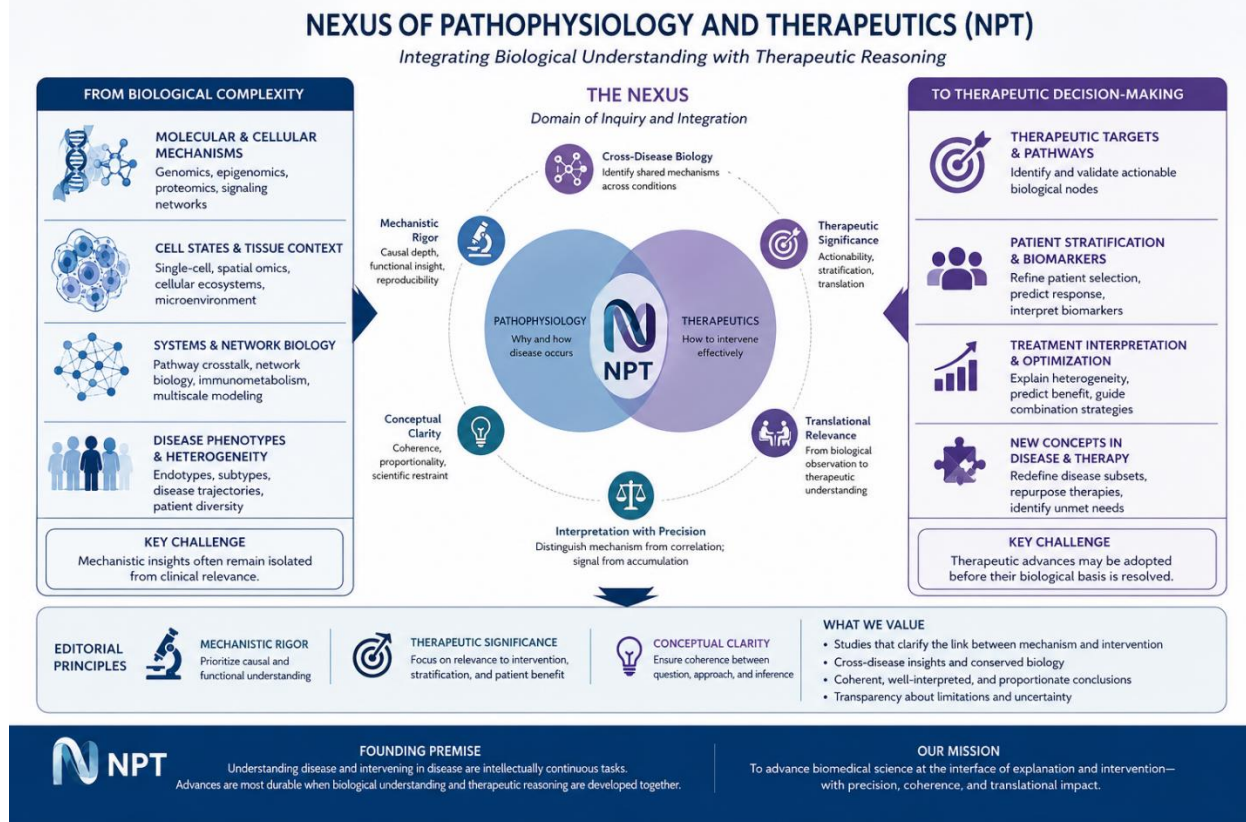 NEXUS OF PATHOPHYSIOLOGY AND THERAPEUTICS (NPT)
Integrating Biological Understanding with Therapeutic Reasoning
FROM BIOLOGICAL COMPLEXITY
MOLECULAR & CELLULAR
MECHANISMS
Genomics, epigenomics,
proteomics, signaling
networks
CELL STATES & TISSUE CONTEXT
Single-cell, spatial omics,
cellular ecosystems,
microenvironment
SYSTEMS & NETWORK BIOLOGY
Pathway crosstalk, network
biology, immunometabolism,
multiscale modeling
DISEASE PHENOTYPES
& HETEROGENEITY
Endotypes, subtypes,
disease trajectories,
patient diversity
KEY CHALLENGE
Mechanistic insights often remain isolated
from clinical relevance.
THE NEXUS
Domain of Inquiry and Integration
Cross-Disease Biology
Identify shared mechanisms
across conditions
Mechanistic
Rigor
Causal depth,
functional insight,
reproducibility
Therapeutic
Significance
Actionability,
stratification,
translation
PATHOPHYSIOLOGY
Why and how
disease occurs
NPT
THERAPEUTICS
How to intervene
effectively
Conceptual
Clarity
Coherence,
proportionality,
scientific restraint
Translational
Relevance
From biological
observation to
therapeutic
understanding
Interpretation with Precision
Distinguish mechanism from correlation;
signal from accumulation
TO THERAPEUTIC DECISION-MAKING
THERAPEUTIC TARGETS
& PATHWAYS
Identify and validate actionable
biological nodes
PATIENT STRATIFICATION
& BIOMARKERS
Refine patient selection,
predict response,
interpret biomarkers
TREATMENT INTERPRETATION
& OPTIMIZATION
Explain heterogeneity,
predict benefit, guide
combination strategies
NEW CONCEPTS IN
DISEASE & THERAPY
Redefine disease subsets,
repurpose therapies,
identify unmet needs
KEY CHALLENGE
Therapeutic advances may be adopted
before their biological basis is resolved.
EDITORIAL
PRINCIPLES
MECHANISTIC RIGOR
Prioritize causal and
functional understanding
THERAPEUTIC SIGNIFICANCE
Focus on relevance to intervention,
stratification, and patient benefit
CONCEPTUAL CLARITY
Ensure coherence between
question, approach, and inference
WHAT WE VALUE
• Studies that clarify the link between mechanism and intervention
• Cross-disease insights and conserved biology
• Coherent, well-interpreted, and proportionate conclusions
• Transparency about limitations and uncertainty
NPT
FOUNDING PREMISE
Understanding disease and intervening in disease are intellectually continuous tasks.
Advances are most durable when biological understanding and therapeutic reasoning are developed together.
OUR MISSION
To advance biomedical science at the interface of explanation and intervention—
with precision, coherence, and translational impact.